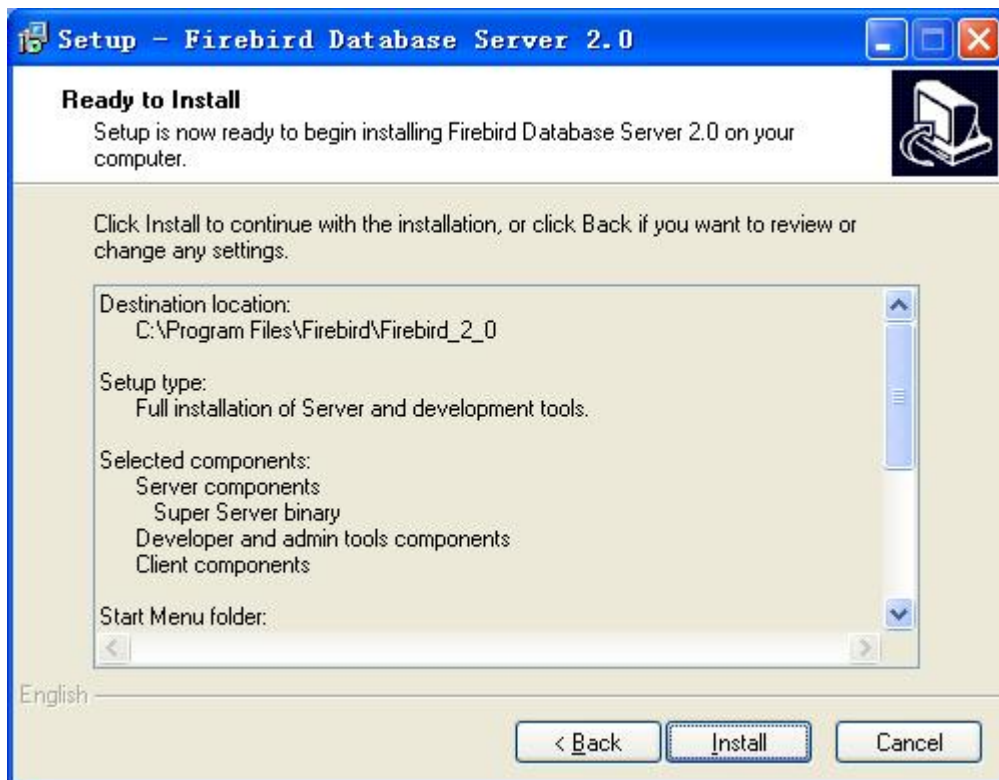 Setup - Firebird Database Server 2.0
Ready to Install
Setup is now ready to begin installing Firebird Database Server 2.0 on your
computer.
Click Install to continue with the installation, or click Back if you want to review or
change any settings.
Destination location:
C:\Program Files\Firebird\Firebird_2_0
Setup type:
Full installation of Server and development tools.
Selected components:
Server components
Super Server binary
Developer and admin tools components
Client components
Start Menu folder:
English
< Back
Install
Cancel